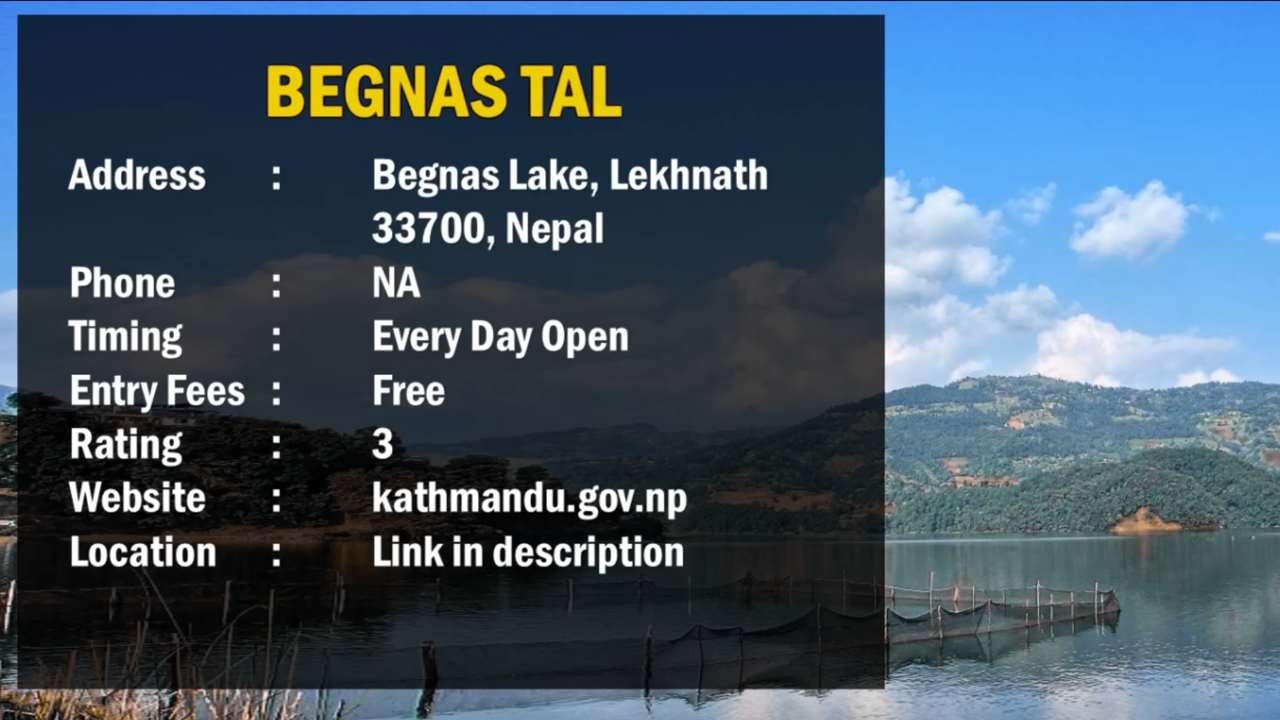 BEGNAS TAL
Address : Begnas Lake, Lekhnath
33700, Nepal
Phone : NA
Timing : Every Day Open
Entry Fees : Free
Rating : 3
Website : kathmandu.gov.np
Location : Link in description